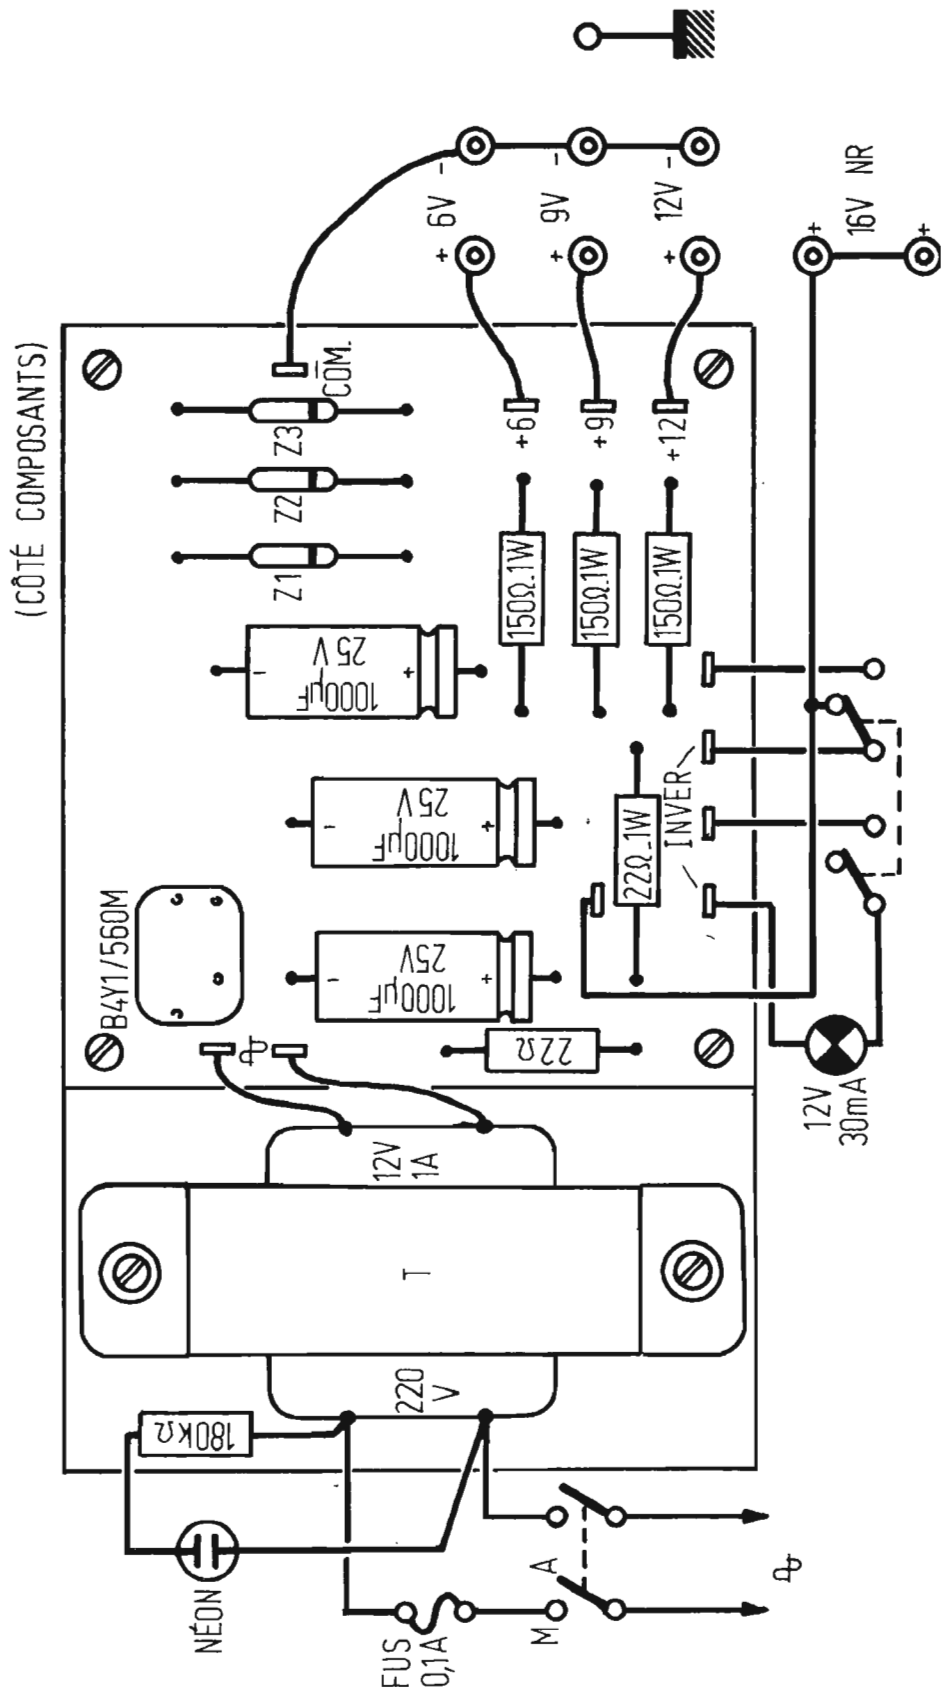 (CÔTÉ COMPOSANTS)
NÉON
180kΩ
FUS
0,1A
M
A
220
V
T
12V
1A
B4Y1/560M
22Ω
1000µF
25V
-
+
1000µF
25V
-
+
1000µF
25V
-
+
Z1
Z2
Z3
COM.
22Ω_1W
INVER
150Ω.1W
150Ω.1W
150Ω.1W
+6
+9
+12
+ 6V -
+ 9V -
+ 12V -
+
16V NR
+
12V
30mA